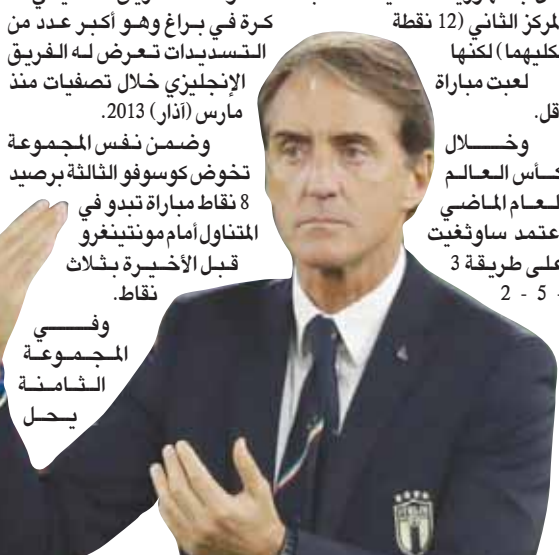 المركز الثاني (12 نقطة
لكليهما) لكنها
لعبت مباراة
أقل.
وخلال
كأس العالم
العام الماضي
اعتمد ساوثغيت
على طريقة 3
- 5 - 2
كرة في براغ وهو أكبر عدد من
التسديدات تعرض له الفريق
الإنجليزي خلال تصفيات منذ
مارس (آذار) 2013.
وضمن نفس المجموعة
تخوض كوسوفو الثالثة برصيد
8 نقاط مباراة تبدو في
المتناول أمام مونتينغرو
قبل الأخيرة بثلاث
نقاط.
وفي
المجموعة
الثامنة
يحل